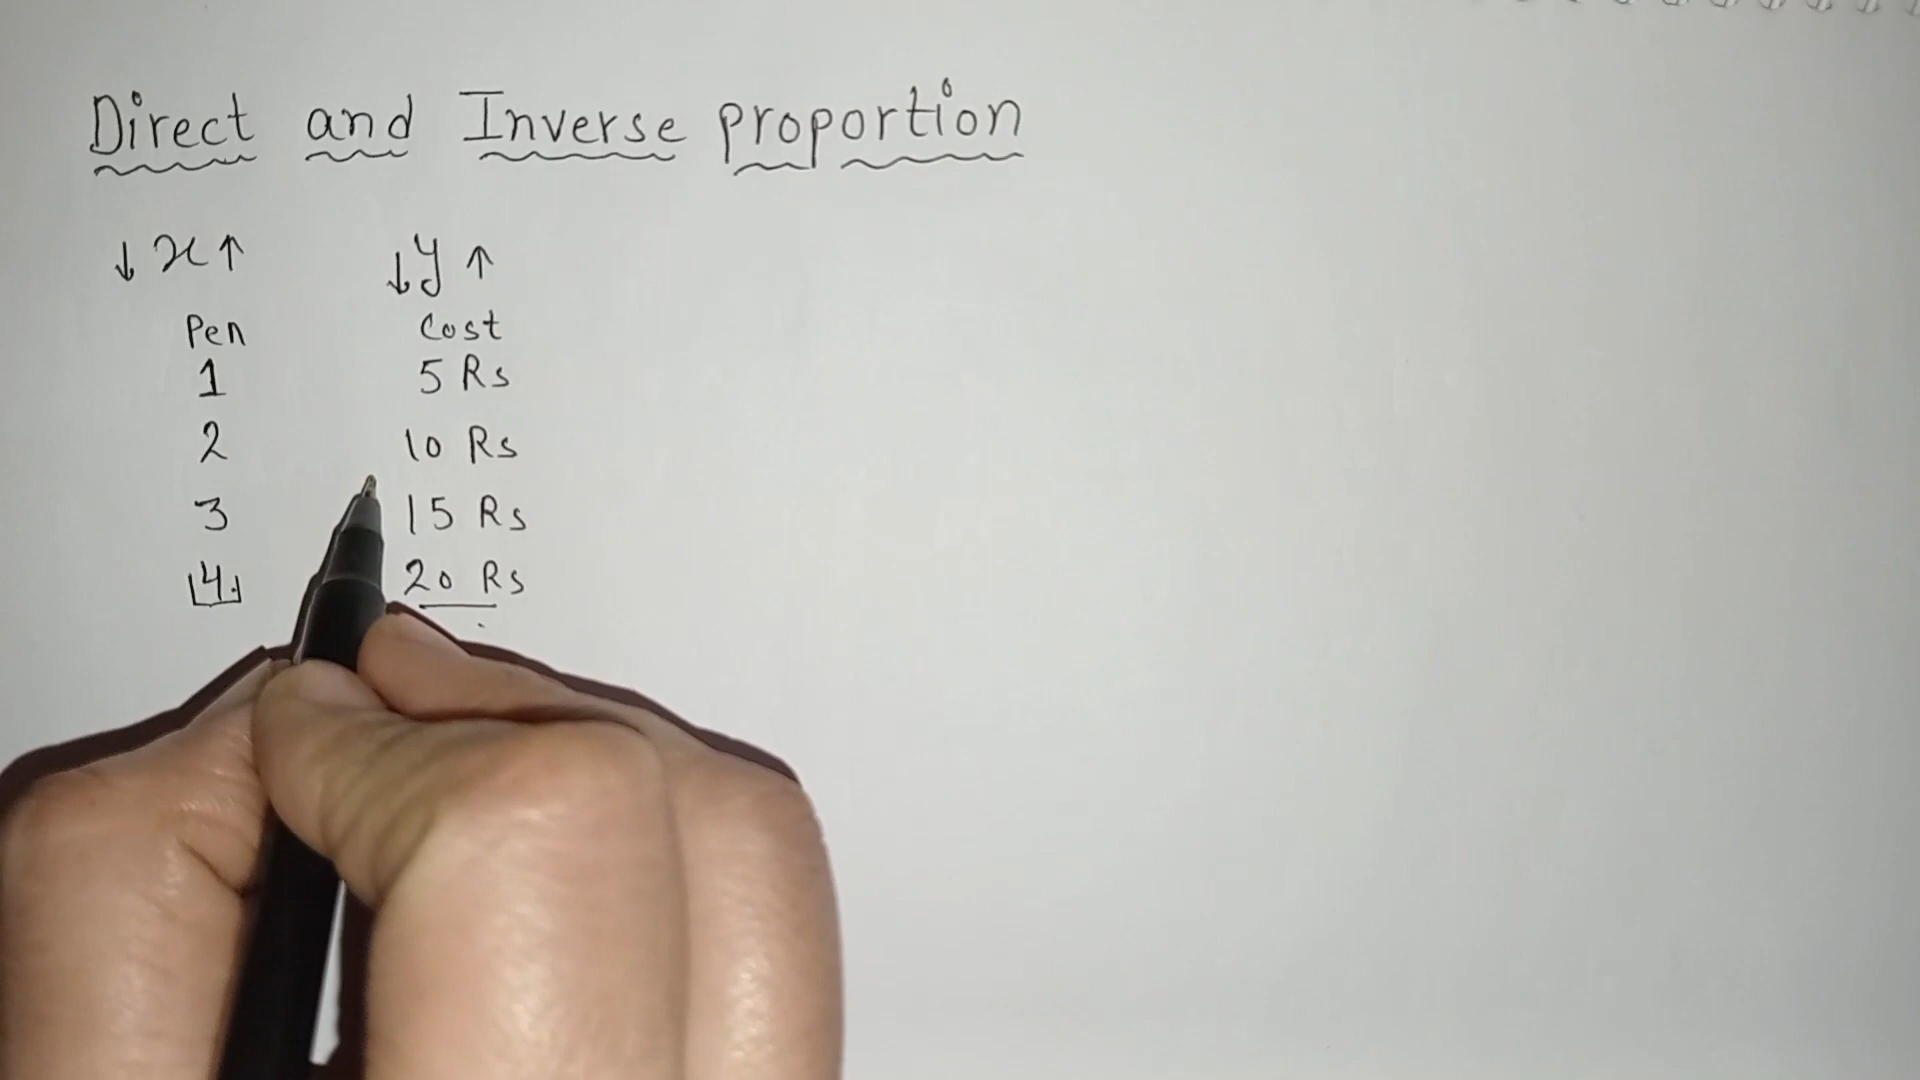 Direct and Inverse proportion
↓ x ↑ ↓ y ↑
Pen Cost
1 5 Rs
2 10 Rs
3 15 Rs
4. 20 Rs